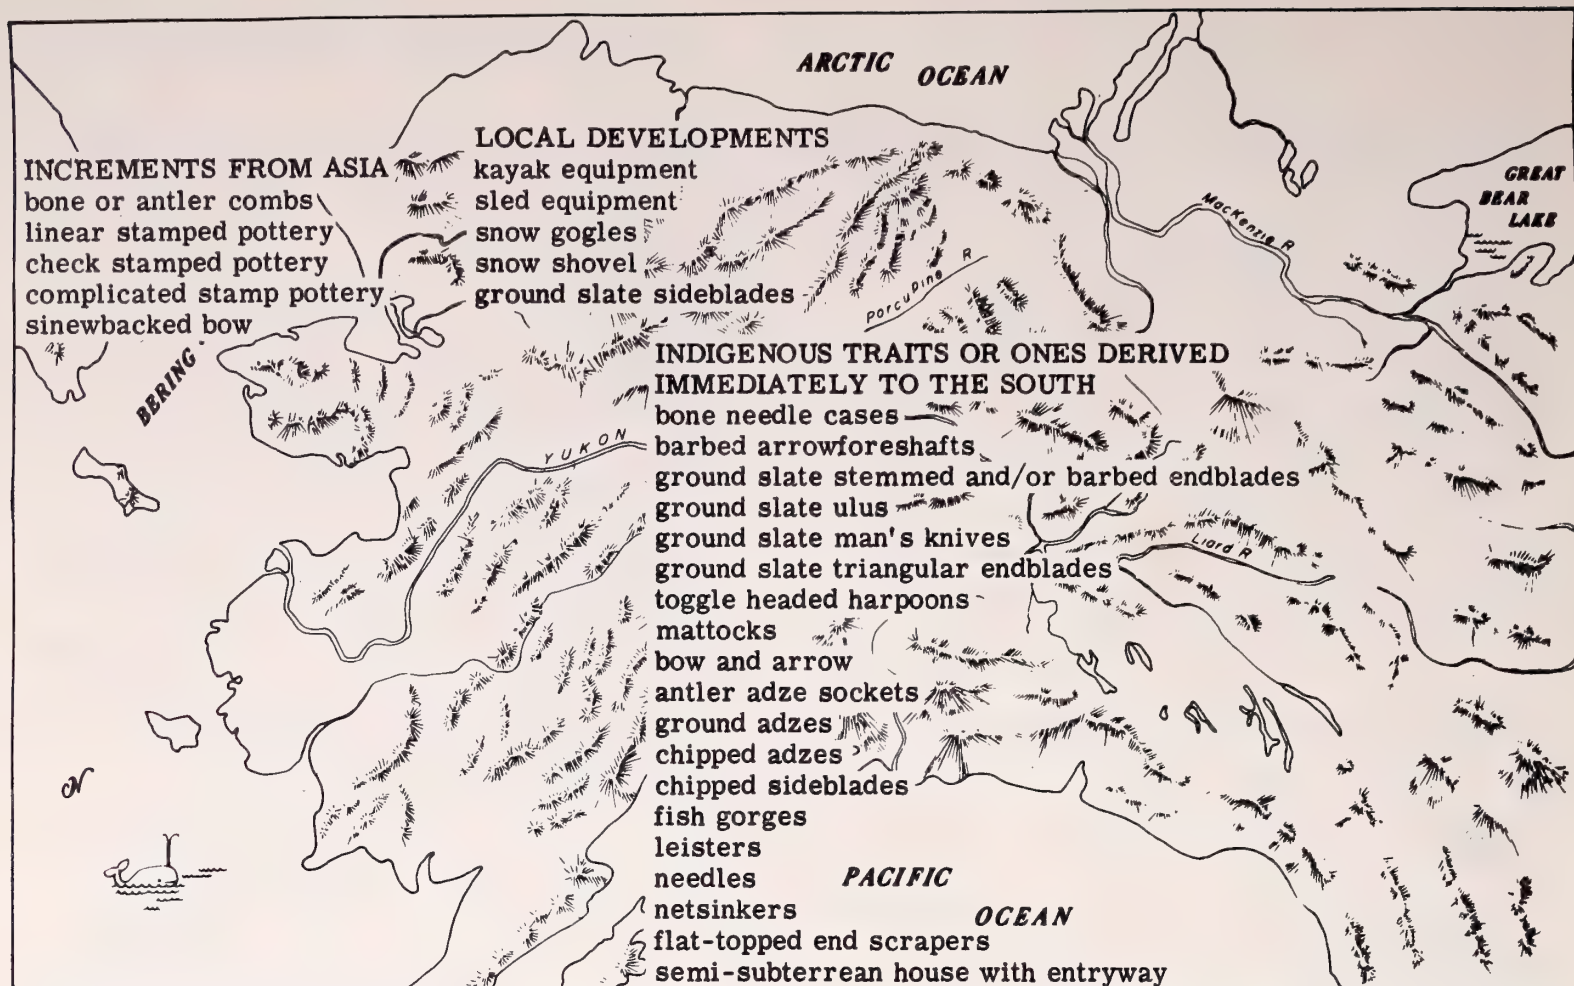 ARCTIC OCEAN
LOCAL DEVELOPMENTS
kayak equipment
sled equipment
snow gogles
snow shovel
ground slate sideblades
INCREMENTS FROM ASIA
bone or antler combs
linear stamped pottery
check stamped pottery
complicated stamp pottery
sinewbacked bow
GREAT
BEAR
LAKE
MacKenzie R
Porcupine R
BERING
INDIGENOUS TRAITS OR ONES DERIVED
IMMEDIATELY TO THE SOUTH
bone needle cases
barbed arrowforeshafts
ground slate stemmed and/or barbed endblades
ground slate ulus
ground slate man's knives
ground slate triangular endblades
toggle headed harpoons
mattocks
bow and arrow
antler adze sockets
ground adzes
chipped adzes
chipped sideblades
fish gorges
leisters
needles
netsinkers
flat-topped end scrapers
semi-subterrean house with entryway
YUKON
Liard R
PACIFIC
OCEAN
N